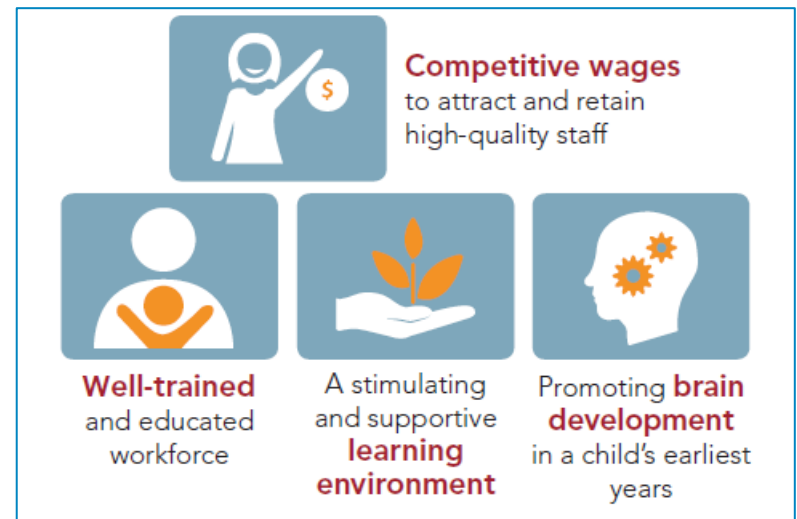 $
Competitive wages
to attract and retain
high-quality staff
Well-trained
and educated
workforce
A stimulating
and supportive
learning
environment
Promoting brain
development
in a child's earliest
years